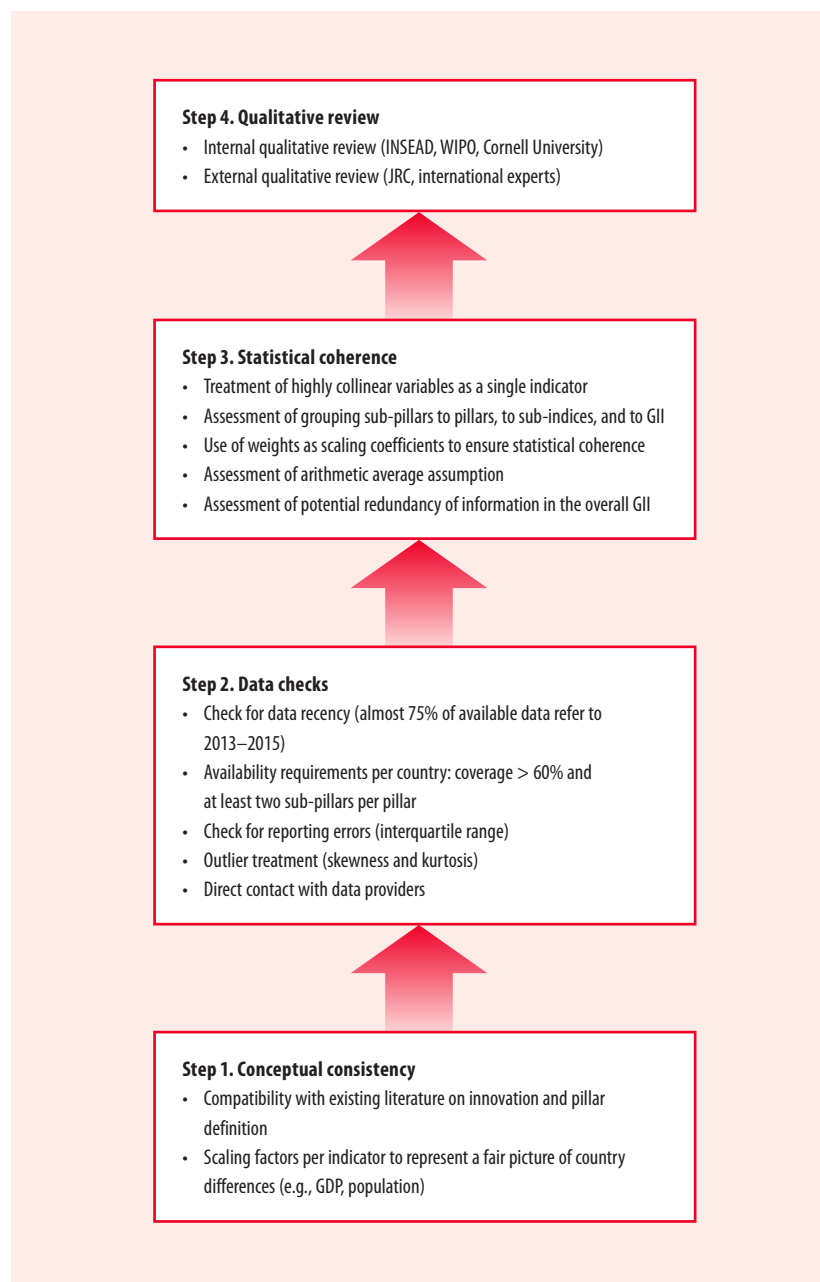 Step 4. Qualitative review
• Internal qualitative review (INSEAD, WIPO, Cornell University)
• External qualitative review (JRC, international experts)
Step 3. Statistical coherence
• Treatment of highly collinear variables as a single indicator
• Assessment of grouping sub-pillars to pillars, to sub-indices, and to GII
• Use of weights as scaling coefficients to ensure statistical coherence
• Assessment of arithmetic average assumption
• Assessment of potential redundancy of information in the overall GII
Step 2. Data checks
• Check for data recency (almost 75% of available data refer to
2013–2015)
• Availability requirements per country: coverage > 60% and
at least two sub-pillars per pillar
• Check for reporting errors (interquartile range)
• Outlier treatment (skewness and kurtosis)
• Direct contact with data providers
Step 1. Conceptual consistency
• Compatibility with existing literature on innovation and pillar
definition
• Scaling factors per indicator to represent a fair picture of country
differences (e.g., GDP, population)